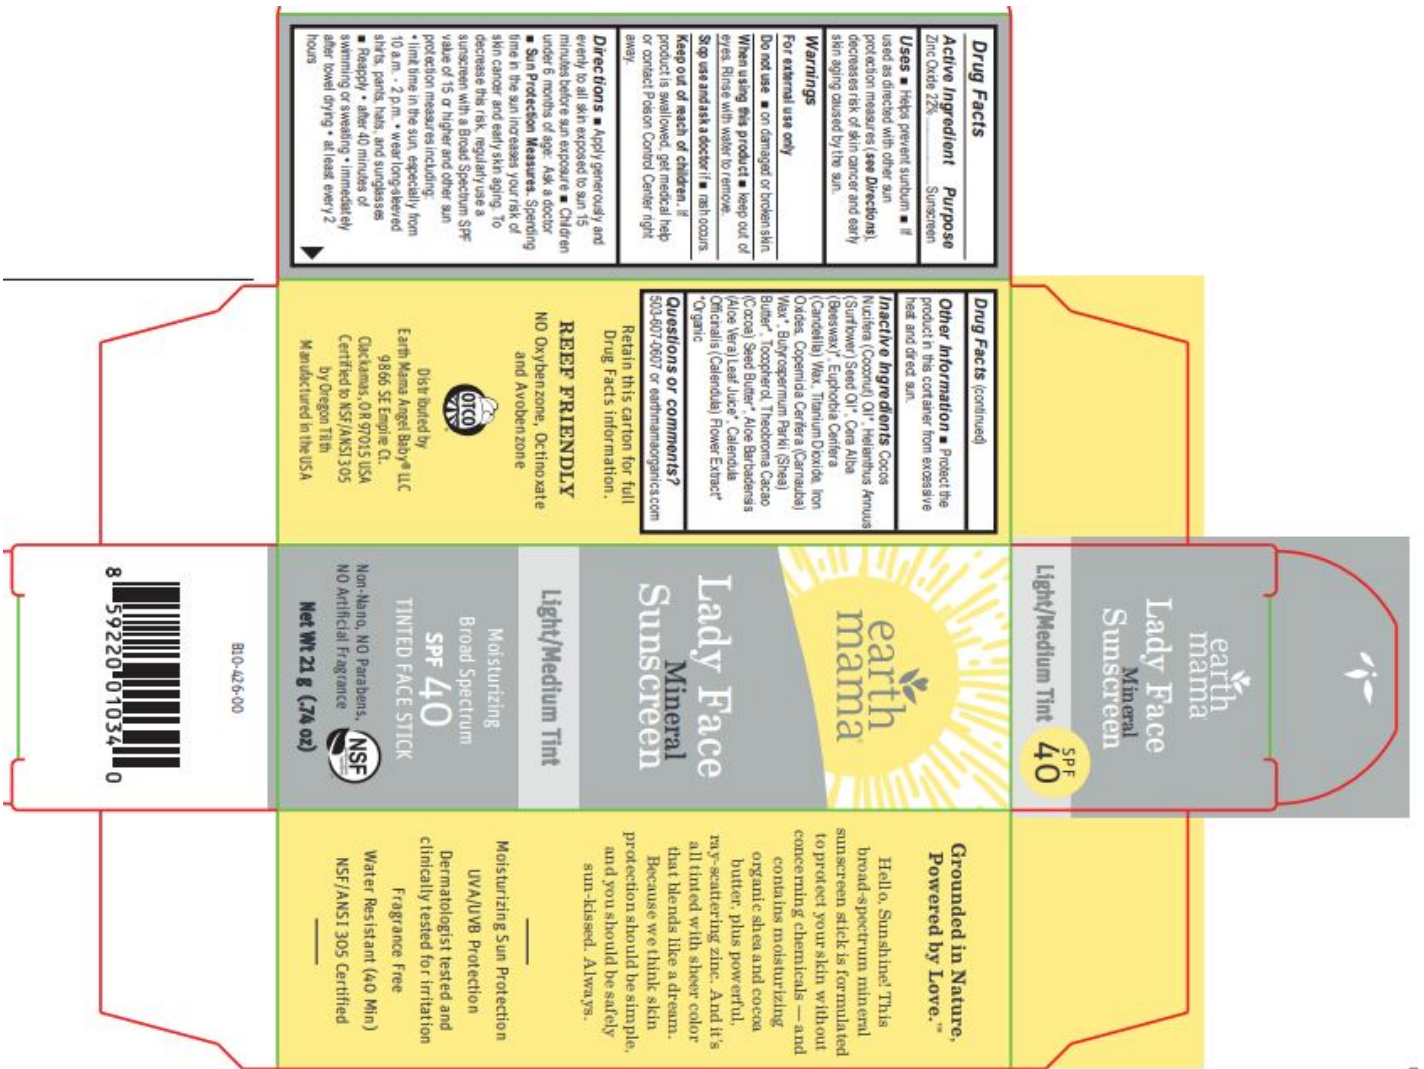 Drug Facts
Active Ingredient Purpose
Zinc Oxide 22%.............. Sunscreen
Uses ■ Helps prevent sunburn ■ If
used as directed with other sun
protection measures (see Directions),
decreases risk of skin cancer and early
skin aging caused by the sun.
Warnings
For external use only
Do not use ■ on damaged or broken skin.
When using this product ■ keep out of
eyes. Rinse with water to remove.
Stop use and ask a doctor if ■ rash occurs.
Keep out of reach of children. If
product is swallowed, get medical help
or contact Poison Control Center right
away.
Directions ■ Apply generously and
evenly to all skin exposed to sun 15
minutes before sun exposure ■ Children
under 6 months of age: Ask a doctor
■ Sun Protection Measures. Spending
time in the sun increases your risk of
skin cancer and early skin aging. To
decrease this risk, regularly use a
sunscreen with a Broad Spectrum SPF
value of 15 or higher and other sun
protection measures including:
• limit time in the sun, especially from
10 a.m. - 2 p.m. • wear long-sleeved
shirts, pants, hats, and sunglasses
■ Reapply • after 40 minutes of
swimming or sweating • immediately
after towel drying • at least every 2
hours
Drug Facts (continued)
Other Information ■ Protect the
product in this container from excessive
heat and direct sun.
Inactive Ingredients Cocos
Nucifera (Coconut) Oil*, Helianthus Annuus
(Sunflower) Seed Oil*, Cera Alba
(Beeswax)*, Euphorbia Cerifera
(Candelilla) Wax, Titanium Dioxide, Iron
Oxides, Copernicia Cerifera (Carnauba)
Wax*, Butyrospermum Parkii (Shea)
Butter*, Tocopherol, Theobroma Cacao
(Cocoa) Seed Butter*, Aloe Barbadensis
(Aloe Vera) Leaf Juice*, Calendula
Officinalis (Calendula) Flower Extract*
*Organic
Questions or comments?
503-607-0607 or earthmamaorganics.com
Retain this carton for full
Drug Facts information.
REEF FRIENDLY
NO Oxybenzone, Octinoxate
and Avobenzone
OTCO
Distributed by
Earth Mama Angel Baby® LLC
9866 SE Empire Ct.
Clackamas, OR 97015 USA
Certified to NSF/ANSI 305
by Oregon Tilth
Manufactured in the USA
earth
mama
Lady Face
Mineral
Sunscreen
Light/Medium Tint
SPF
40
earth
mama
Lady Face
Mineral
Sunscreen
Light/Medium Tint
Moisturizing
Broad Spectrum
SPF 40
TINTED FACE STICK
Non-Nano, NO Parabens,
NO Artificial Fragrance
NSF
Net Wt 21 g (.74 oz)
B10-426-00
8 59220 01034 0
Grounded in Nature,
Powered by Love.™
Hello, Sunshine! This
broad-spectrum mineral
sunscreen stick is formulated
to protect your skin without
concerning chemicals — and
contains moisturizing
organic shea and cocoa
butter, plus powerful,
ray-scattering zinc. And it's
all tinted with sheer color
that blends like a dream.
Because we think skin
protection should be simple,
and you should be safely
sun-kissed. Always.
Moisturizing Sun Protection
UVA/UVB Protection
Dermatologist tested and
clinically tested for irritation
Fragrance Free
Water Resistant (40 Min)
NSF/ANSI 305 Certified